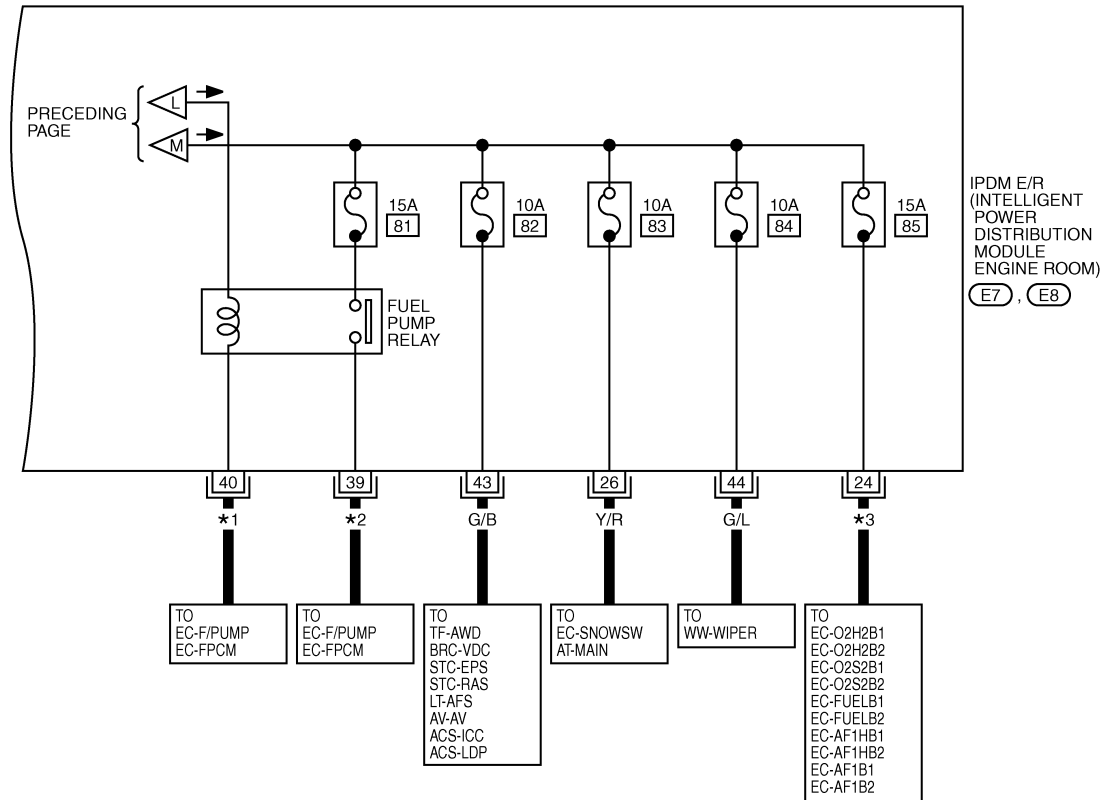 PRECEDING
PAGE
L
M
15A
81
10A
82
10A
83
10A
84
15A
85
IPDM E/R
(INTELLIGENT
POWER
DISTRIBUTION
MODULE
ENGINE ROOM)
E7 , E8
FUEL
PUMP
RELAY
40
39
43
26
44
24
*1
*2
G/B
Y/R
G/L
*3
TO
EC-F/PUMP
EC-FPCM
TO
EC-F/PUMP
EC-FPCM
TO
TF-AWD
BRC-VDC
STC-EPS
STC-RAS
LT-AFS
AV-AV
ACS-ICC
ACS-LDP
TO
EC-SNOWSW
AT-MAIN
TO
WW-WIPER
TO
EC-O2H2B1
EC-O2H2B2
EC-O2S2B1
EC-O2S2B2
EC-FUELB1
EC-FUELB2
EC-AF1HB1
EC-AF1HB2
EC-AF1B1
EC-AF1B2